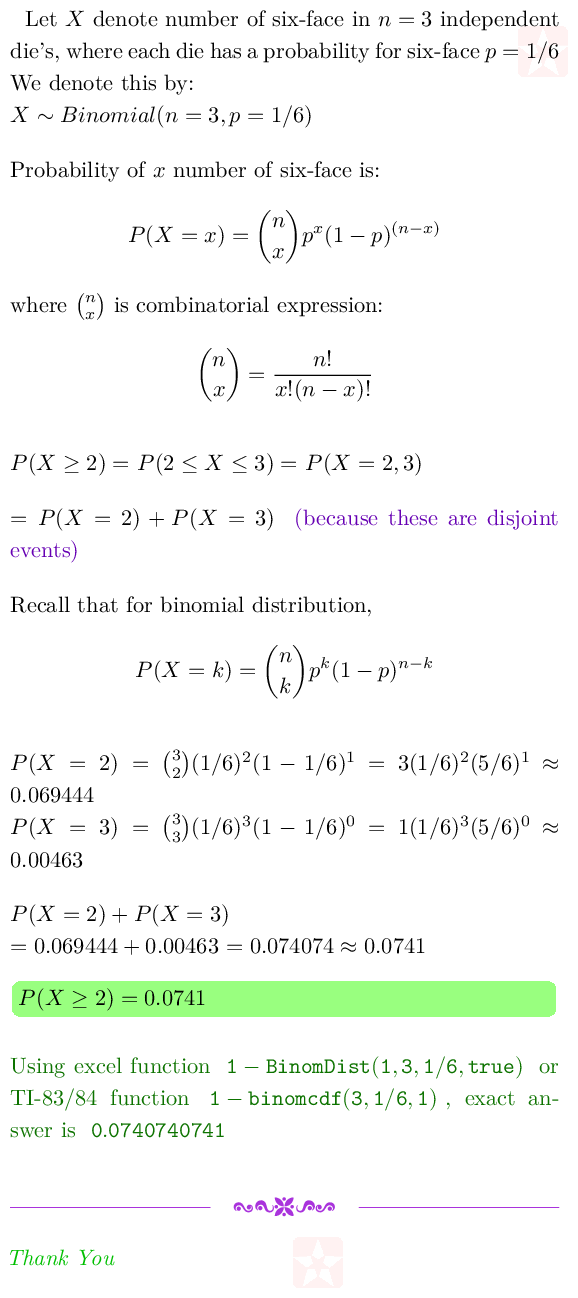 Let X denote number of six-face in n = 3 independent
die's, where each die has a probability for six-face p = 1/6
We denote this by:
X ∼ Binomial(n = 3, p = 1/6)
Probability of x number of six-face is:
P(X = x) = \binom{n}{x} p^x (1 − p)^{(n−x)}
where \binom{n}{x} is combinatorial expression:
\binom{n}{x} = \frac{n!}{x!(n − x)!}
P(X ≥ 2) = P(2 ≤ X ≤ 3) = P(X = 2, 3)
= P(X = 2) + P(X = 3) (because these are disjoint
events)
Recall that for binomial distribution,
P(X = k) = \binom{n}{k} p^k (1 − p)^{n−k}
P(X = 2) = \binom{3}{2} (1/6)^2 (1 − 1/6)^1 = 3(1/6)^2 (5/6)^1 ≈
0.069444
P(X = 3) = \binom{3}{3} (1/6)^3 (1 − 1/6)^0 = 1(1/6)^3 (5/6)^0 ≈
0.00463
P(X = 2) + P(X = 3)
= 0.069444 + 0.00463 = 0.074074 ≈ 0.0741
P(X ≥ 2) = 0.0741
Using excel function 1 − BinomDist(1, 3, 1/6, true) or
TI-83/84 function 1 − binomcdf(3, 1/6, 1) , exact an-
swer is 0.0740740741
Thank You